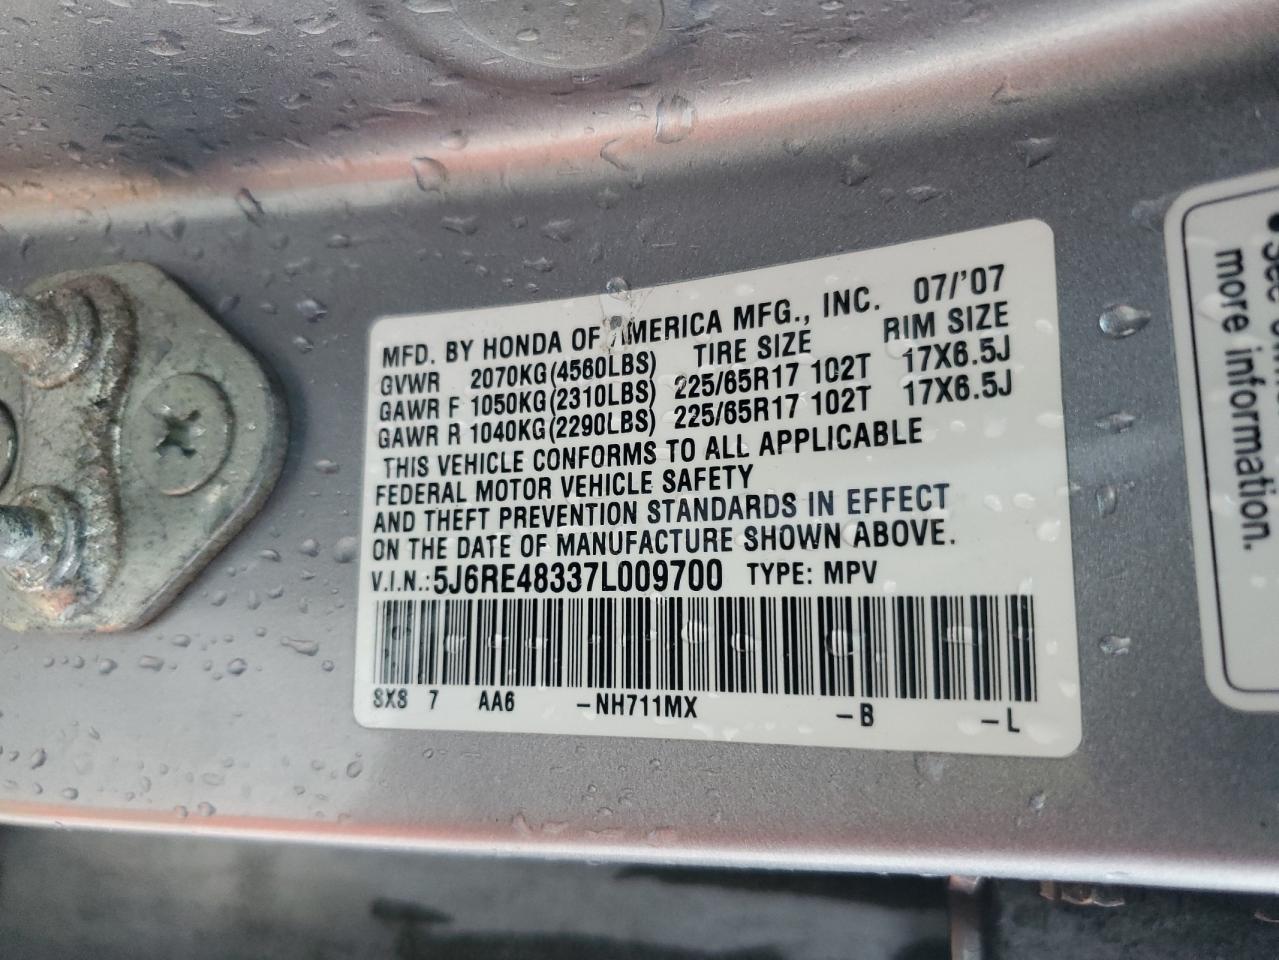 MFD. BY HONDA OF AMERICA MFG., INC. 07/'07
GVWR 2070KG(4560LBS) TIRE SIZE RIM SIZE
GAWR F 1050KG(2310LBS) 225/65R17 102T 17X6.5J
GAWR R 1040KG(2290LBS) 225/65R17 102T 17X6.5J
THIS VEHICLE CONFORMS TO ALL APPLICABLE
FEDERAL MOTOR VEHICLE SAFETY
AND THEFT PREVENTION STANDARDS IN EFFECT
ON THE DATE OF MANUFACTURE SHOWN ABOVE.
V.I.N.: 5J6RE48337L009700 TYPE: MPV
SXS 7 AA6 -NH711MX -B -L
• See
more information.